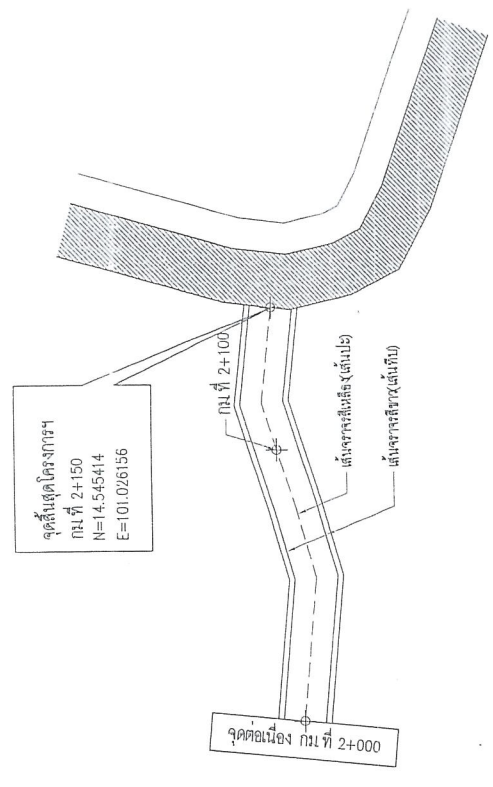 จุดสิ้นสุดโครงการฯ
กม.ที่ 2+150
N=14.545414
E=101.026156
กม.ที่ 2+100
เส้นจราจรสีเหลือง(เส้นปะ)
เส้นจราจรสีขาว(เส้นทึบ)
จุดต่อเนื่อง กม.ที่ 2+000